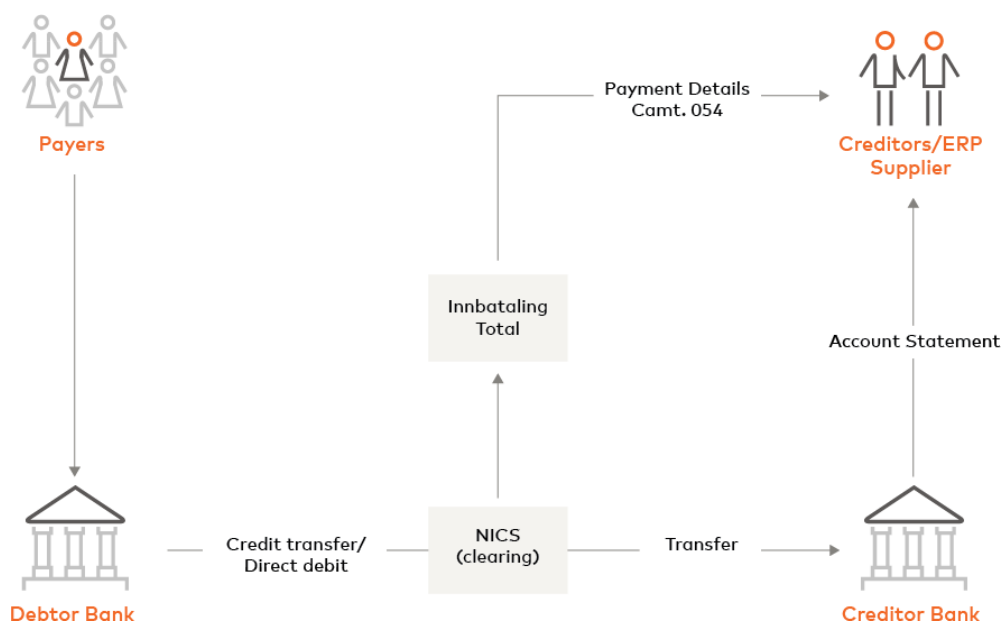 Payers
Payment Details
Camt. 054
Creditors/ERP
Supplier
Innbataling
Total
Account Statement
Credit transfer/
Direct debit
NICS
(clearing)
Transfer
Debtor Bank
Creditor Bank